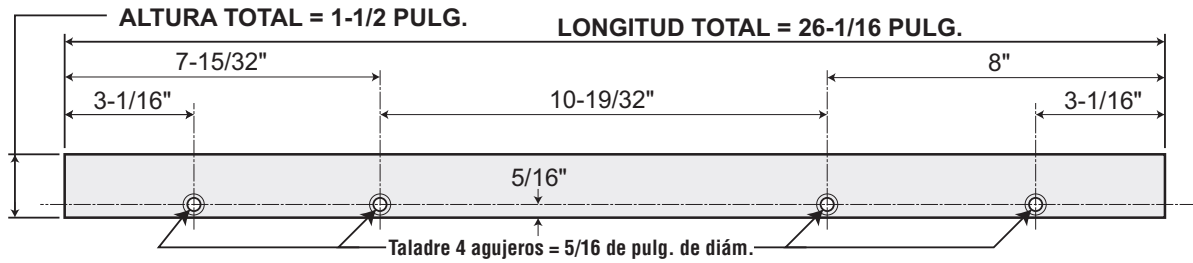 ALTURA TOTAL = 1-1/2 PULG.
LONGITUD TOTAL = 26-1/16 PULG.
7-15/32"
8"
3-1/16"
10-19/32"
3-1/16"
5/16"
Taladre 4 agujeros = 5/16 de pulg. de diám.